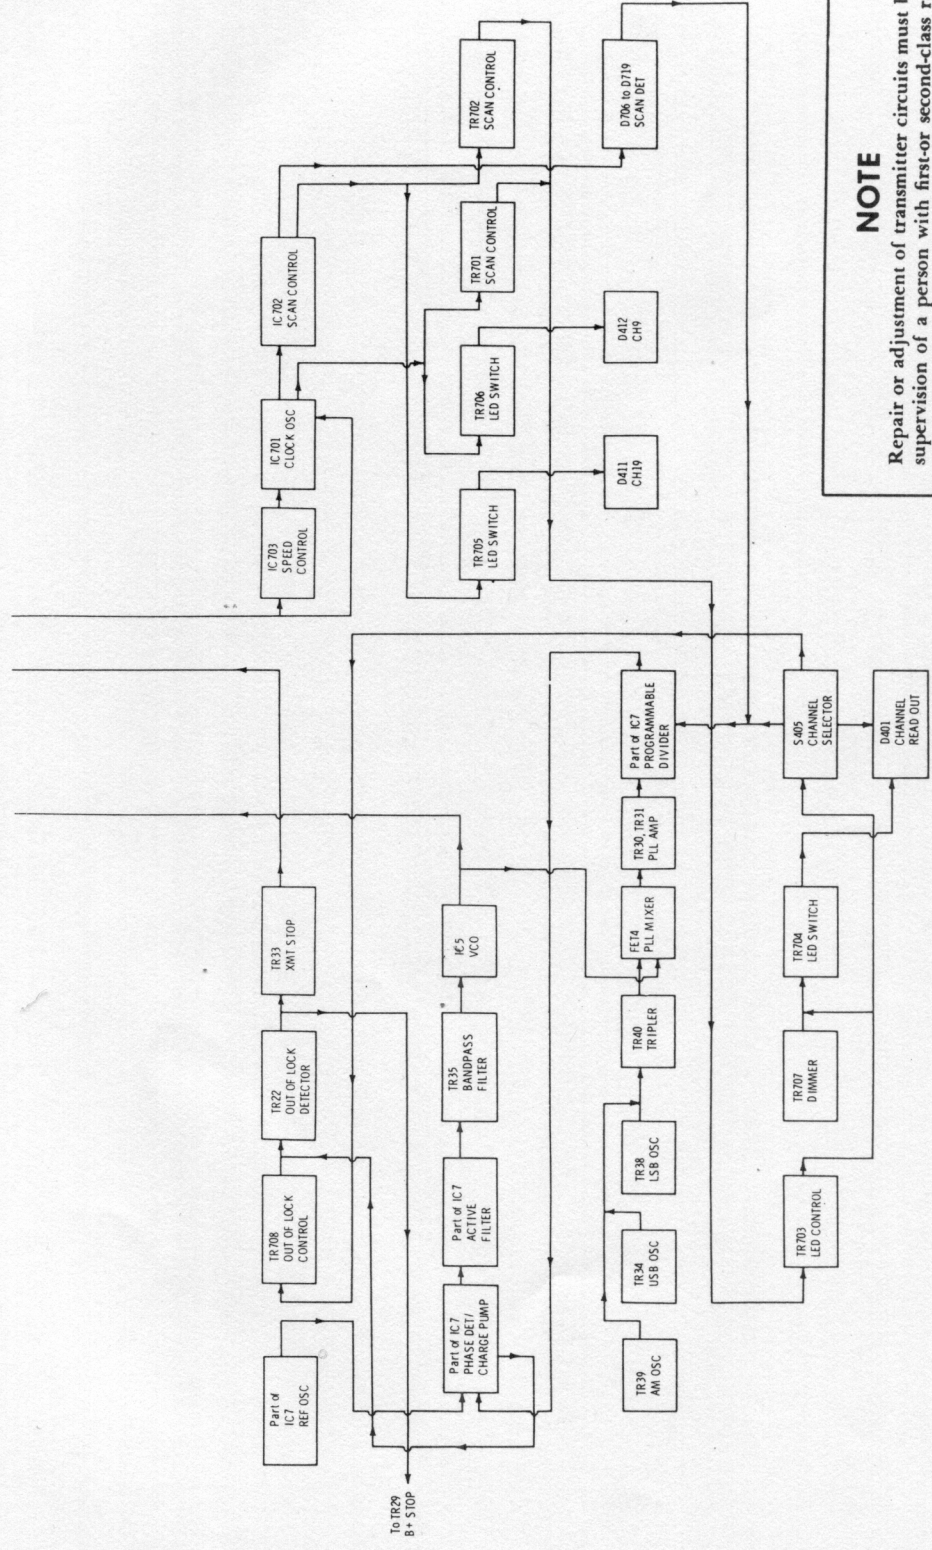 Part of
IC7
REF OSC
TR708
OUT OF LOCK
CONTROL
TR22
OUT OF LOCK
DETECTOR
TR33
XMT STOP
IC703
SPEED
CONTROL
IC701
CLOCK OSC
IC702
SCAN CONTROL
To TR29
B+ STOP
Part of IC7
PHASE DET/
CHARGE PUMP
Part of IC7
ACTIVE
FILTER
TR35
BANDPASS
FILTER
IC5
VCO
TR705
LED SWITCH
TR706
LED SWITCH
TR701
SCAN CONTROL
TR702
SCAN CONTROL
TR39
AM OSC
TR34
USB OSC
TR38
LSB OSC
TR40
TRIPLER
FET4
PLL MIXER
TR30, TR31
PLL AMP
Part of IC7
PROGRAMMABLE
DIVIDER
D411
CH19
D412
CH9
D706 to D719
SCAN DET
TR703
LED CONTROL
TR707
DIMMER
TR704
LED SWITCH
S405
CHANNEL
SELECTOR
D401
CHANNEL
READ OUT
NOTE
Repair or adjustment of transmitter circuits must
supervision of a person with first-or second-class